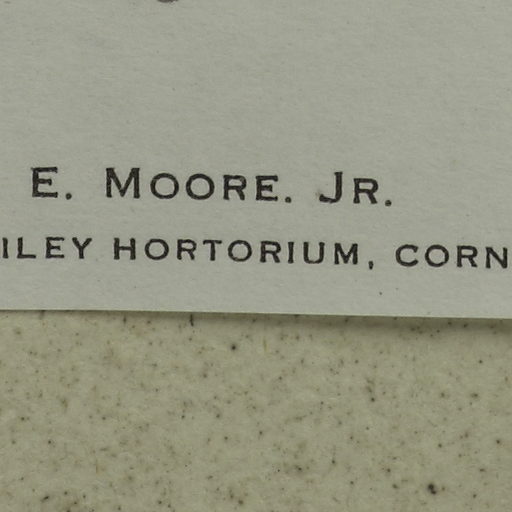 E. MOORE. JR.
ILEY HORTORIUM, CORN